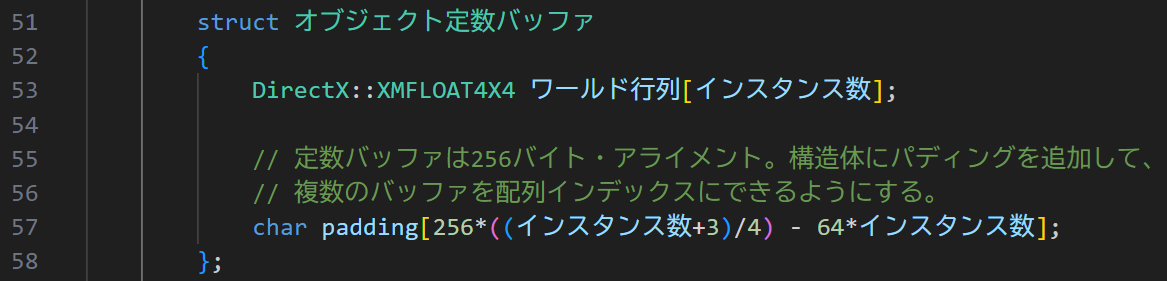 51 struct オブジェクト定数バッファ
52 {
53 DirectX::XMFLOAT4X4 ワールド行列[インスタンス数];
54
55 // 定数バッファは256バイト・アライメント。構造体にパディングを追加して、
56 // 複数のバッファを配列インデックスにできるようにする。
57 char padding[256*((インスタンス数+3)/4) - 64*インスタンス数];
58 };